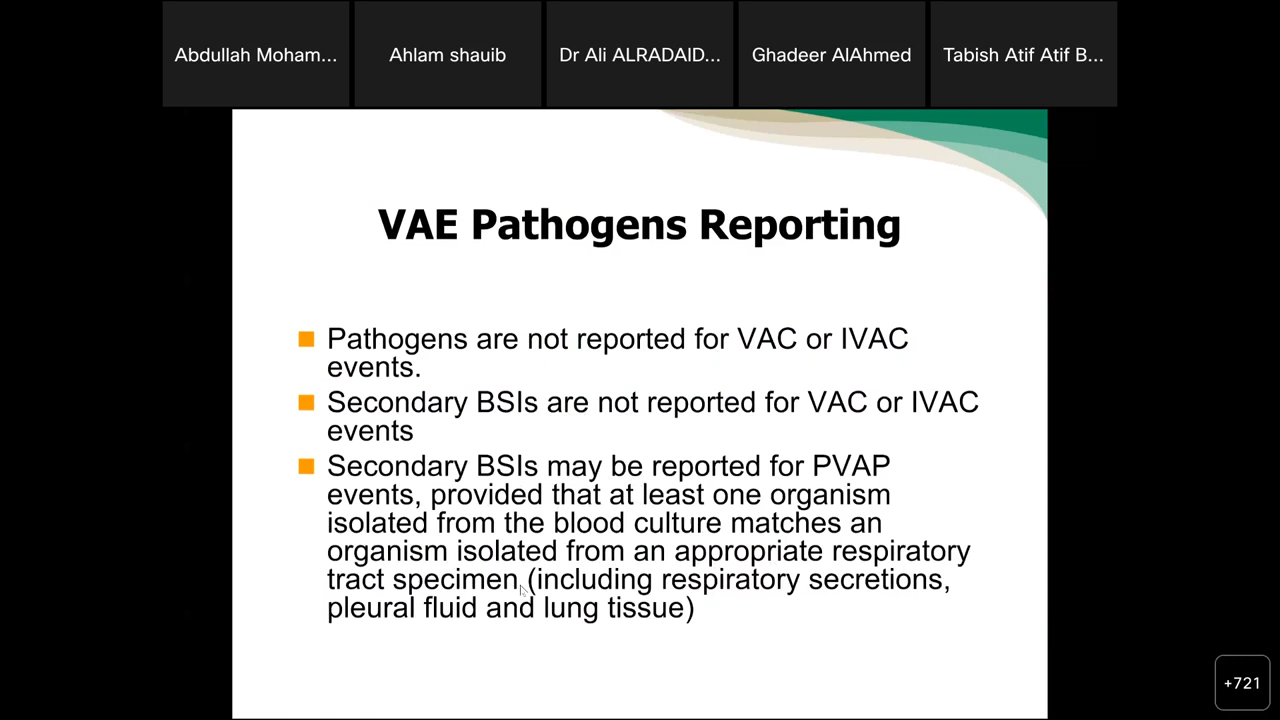 Abdullah Moham...
Ahlam shauib
Dr Ali ALRADAID...
Ghadeer AlAhmed
Tabish Atif Atif B...
VAE Pathogens Reporting
Pathogens are not reported for VAC or IVAC
events.
Secondary BSIs are not reported for VAC or IVAC
events
Secondary BSIs may be reported for PVAP
events, provided that at least one organism
isolated from the blood culture matches an
organism isolated from an appropriate respiratory
tract specimen (including respiratory secretions,
pleural fluid and lung tissue)
+721